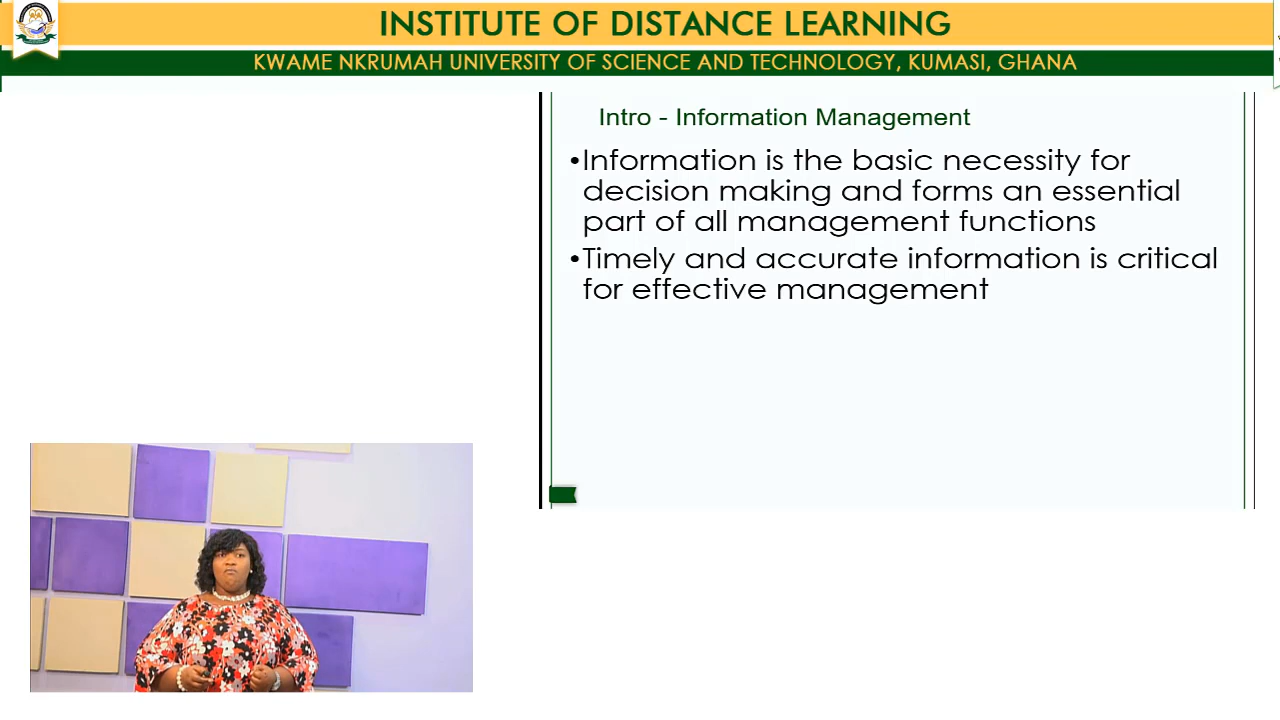 INSTITUTE OF DISTANCE LEARNING
KWAME NKRUMAH UNIVERSITY OF SCIENCE AND TECHNOLOGY, KUMASI, GHANA
Intro - Information Management
•Information is the basic necessity for
decision making and forms an essential
part of all management functions
•Timely and accurate information is critical
for effective management